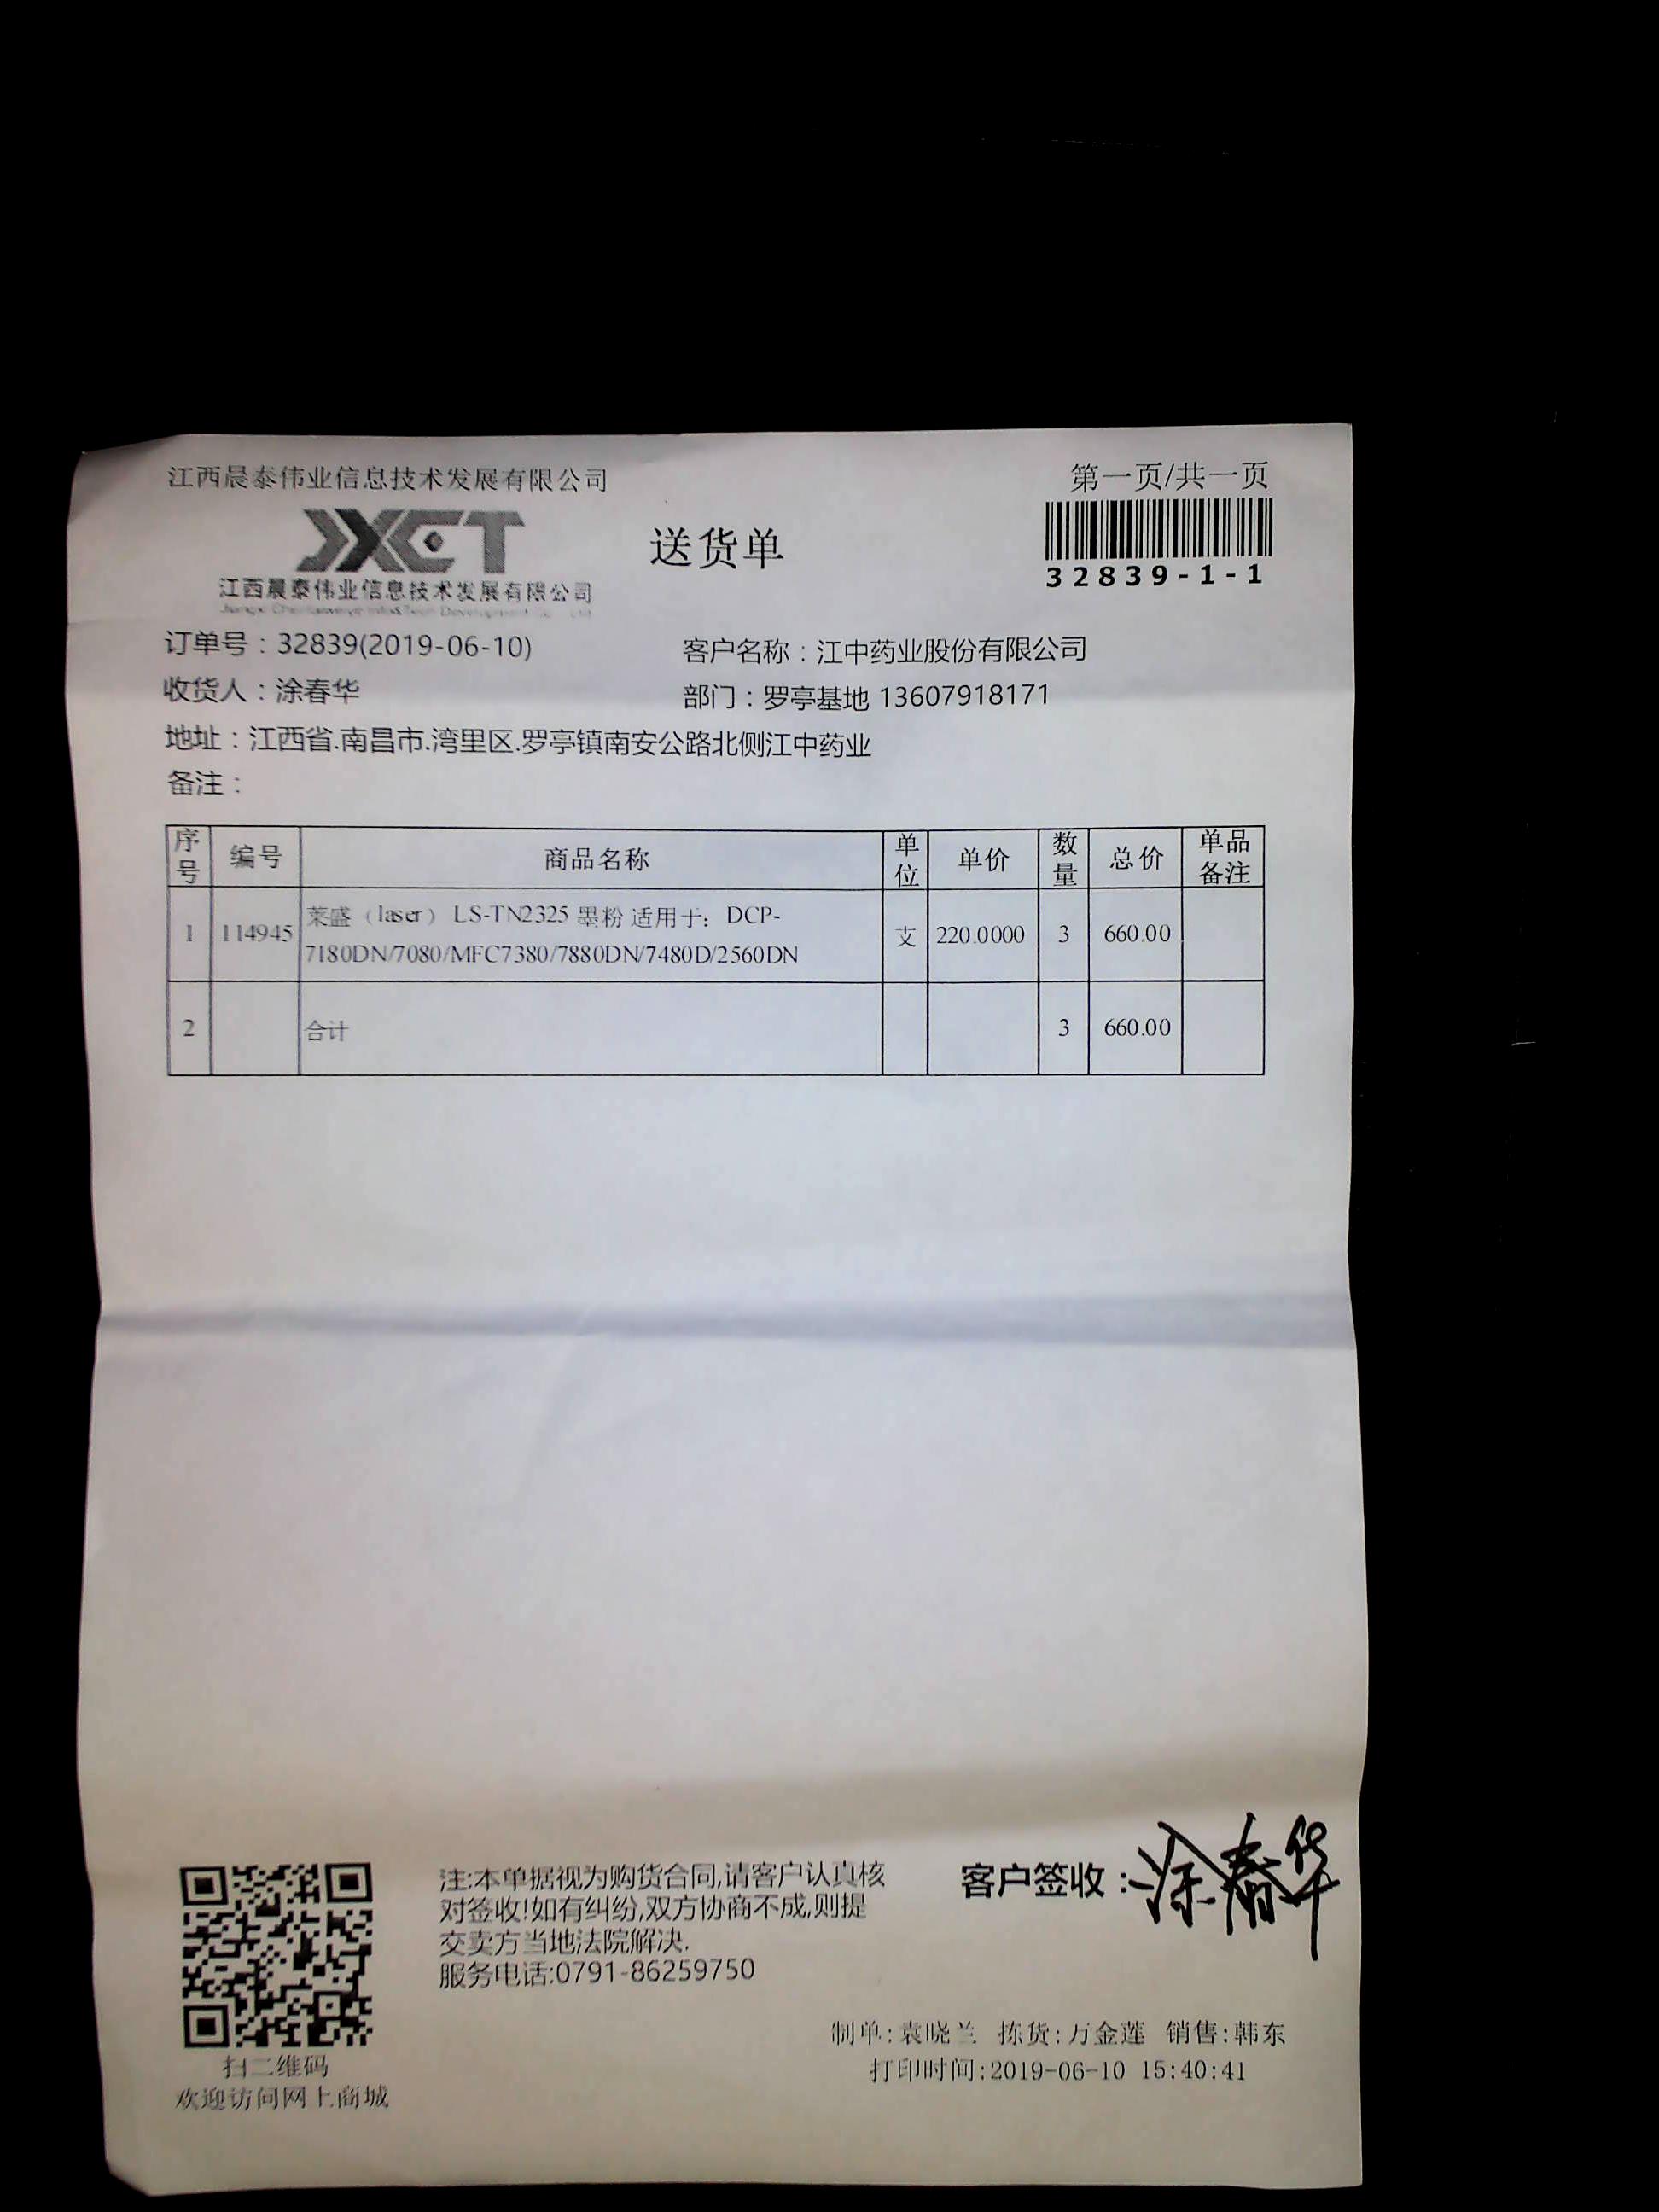 江西晨泰伟业信息技术发展有限公司
第一页/共一页
JXCT
送货单
32839-1-1
江西晨泰伟业信息技术发展有限公司
订单号：32839(2019-06-10)
客户名称：江中药业股份有限公司
收货人：涂春华
部门：罗亭基地 13607918171
地址：江西省.南昌市.湾里区.罗亭镇南安公路北侧江中药业
备注：
序号 编号 商品名称 单位 单价 数量 总价 单品备注
1 114945 莱盛（laser） LS-TN2325 墨粉 适用于：DCP-
7180DN/7080/MFC7380/7880DN/7480D/2560DN 支 220.0000 3 660.00
2 合计 3 660.00
注:本单据视为购货合同,请客户认真核
对签收!如有纠纷,双方协商不成,则提
交卖方当地法院解决.
服务电话:0791-86259750
客户签收：涂春华
扫二维码
欢迎访问网上商城
制单:袁晓兰 拣货:万金莲 销售:韩东
打印时间:2019-06-10 15:40:41